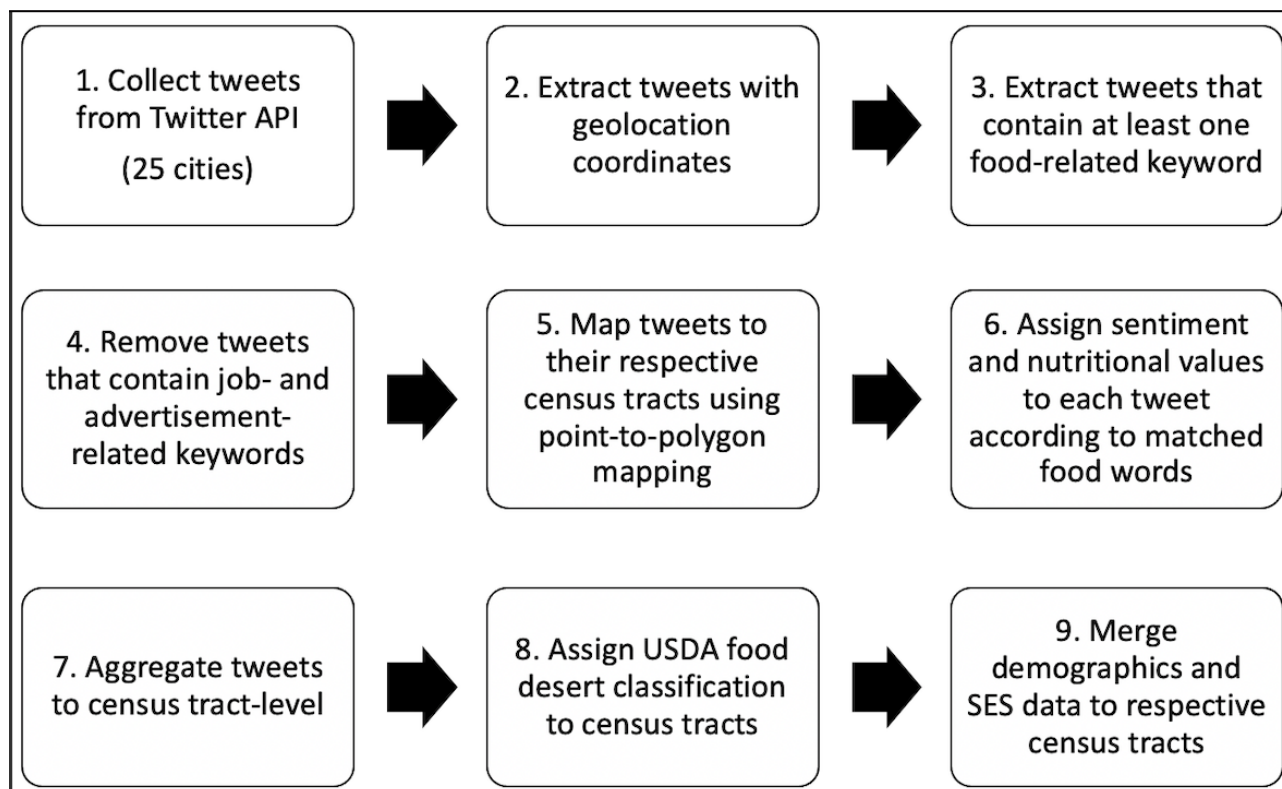 1. Collect tweets
from Twitter API
(25 cities)
2. Extract tweets with
geolocation
coordinates
3. Extract tweets that
contain at least one
food-related keyword
4. Remove tweets
that contain job- and
advertisement-
related keywords
5. Map tweets to
their respective
census tracts using
point-to-polygon
mapping
6. Assign sentiment
and nutritional values
to each tweet
according to matched
food words
7. Aggregate tweets
to census tract-level
8. Assign USDA food
desert classification
to census tracts
9. Merge
demographics and
SES data to respective
census tracts